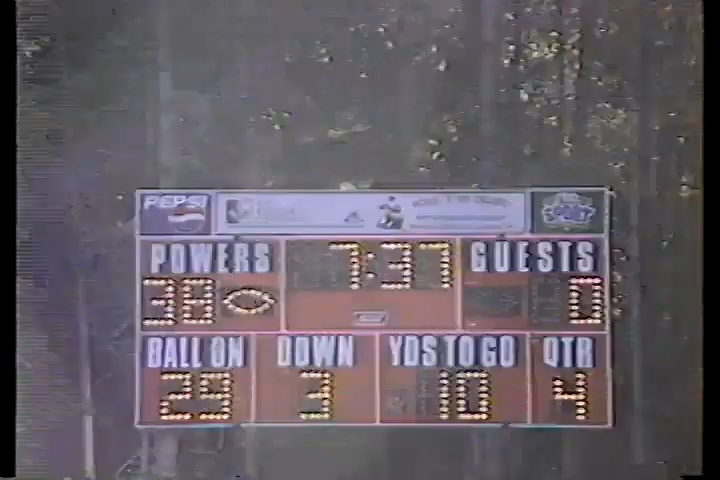 PEPSI
POWERS 7:37 GUESTS
38 0
BALL ON DOWN YDS TO GO QTR
29 3 10 4